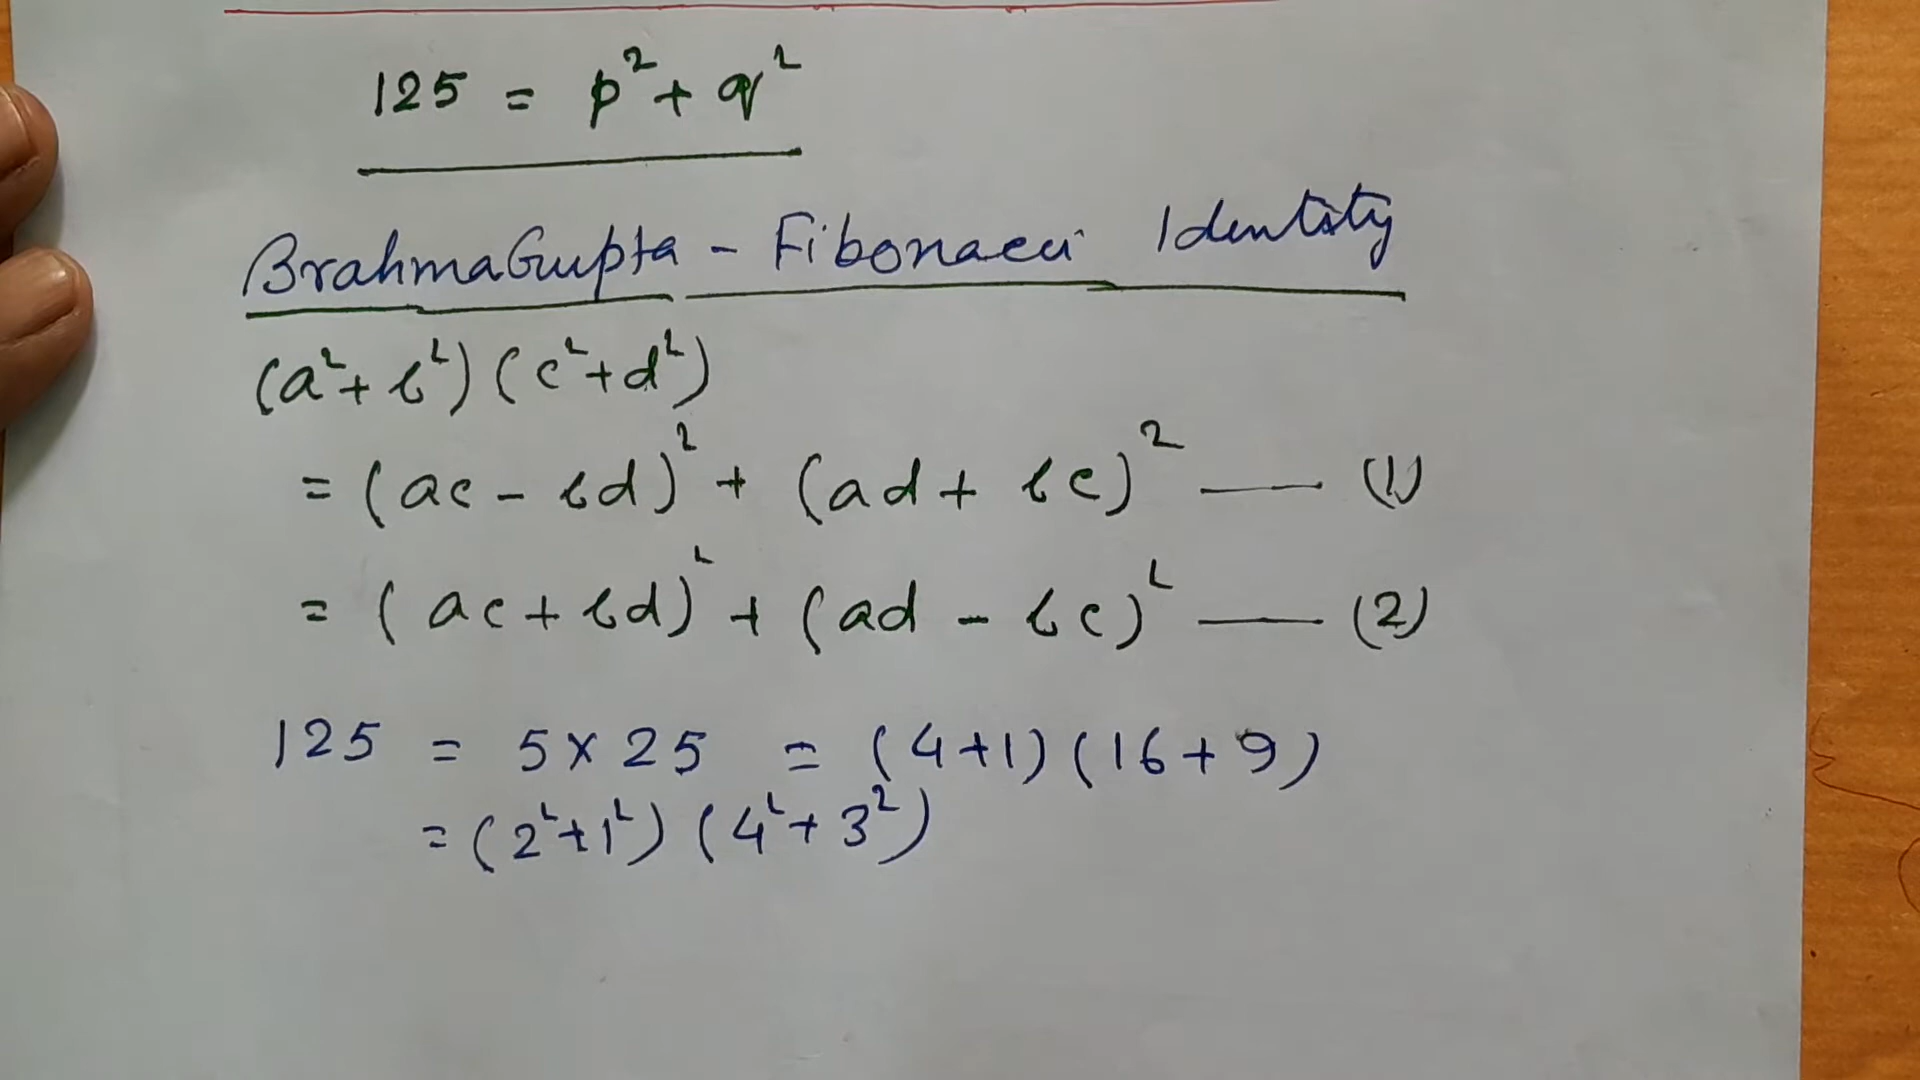 125 = p² + q²
BrahmaGupta - Fibonacci Identity
(a² + b²) (c² + d²)
= (ac - bd)² + (ad + bc)² — (1)
= (ac + bd)² + (ad - bc)² — (2)
125 = 5 × 25 = (4 + 1) (16 + 9)
= (2² + 1²) (4² + 3²)